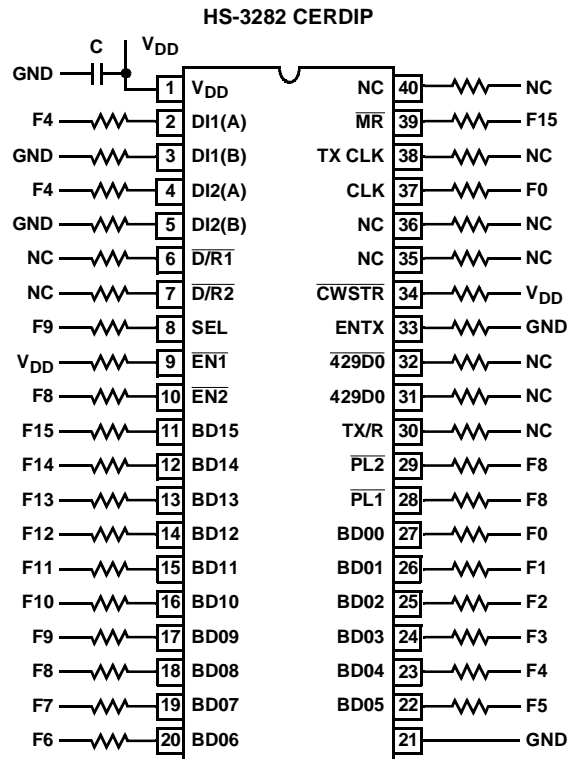 HS-3282 CERDIP
C VDD
GND 1 VDD NC 40 NC
F4 2 DI1(A) MR 39 F15
GND 3 DI1(B) TX CLK 38 NC
F4 4 DI2(A) CLK 37 F0
GND 5 DI2(B) NC 36 NC
NC 6 D/R1 NC 35 NC
NC 7 D/R2 CWSTR 34 VDD
F9 8 SEL ENTX 33 GND
VDD 9 EN1 429D0 32 NC
F8 10 EN2 429D0 31 NC
F15 11 BD15 TX/R 30 NC
F14 12 BD14 PL2 29 F8
F13 13 BD13 PL1 28 F8
F12 14 BD12 BD00 27 F0
F11 15 BD11 BD01 26 F1
F10 16 BD10 BD02 25 F2
F9 17 BD09 BD03 24 F3
F8 18 BD08 BD04 23 F4
F7 19 BD07 BD05 22 F5
F6 20 BD06 21 GND